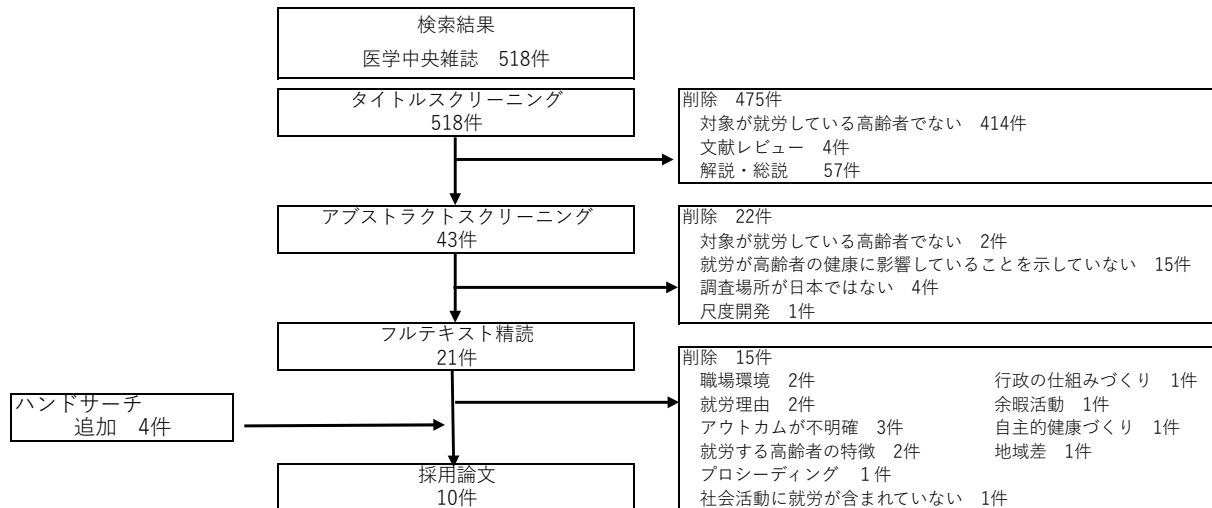 検索結果
医学中央雑誌　518件
タイトルスクリーニング
518件
削除　475件
対象が就労している高齢者でない　414件
文献レビュー　4件
解説・総説　　57件
アブストラクトスクリーニング
43件
削除　22件
対象が就労している高齢者でない　2件
就労が高齢者の健康に影響していることを示していない　15件
調査場所が日本ではない　4件
尺度開発　1件
フルテキスト精読
21件
削除　15件
職場環境　2件
就労理由　2件
アウトカムが不明確　3件
就労する高齢者の特徴　2件
プロシーディング　１件
社会活動に就労が含まれていない　1件
行政の仕組みづくり　1件
余暇活動　1件
自主的健康づくり　1件
地域差　1件
ハンドサーチ
追加　4件
採用論文
10件